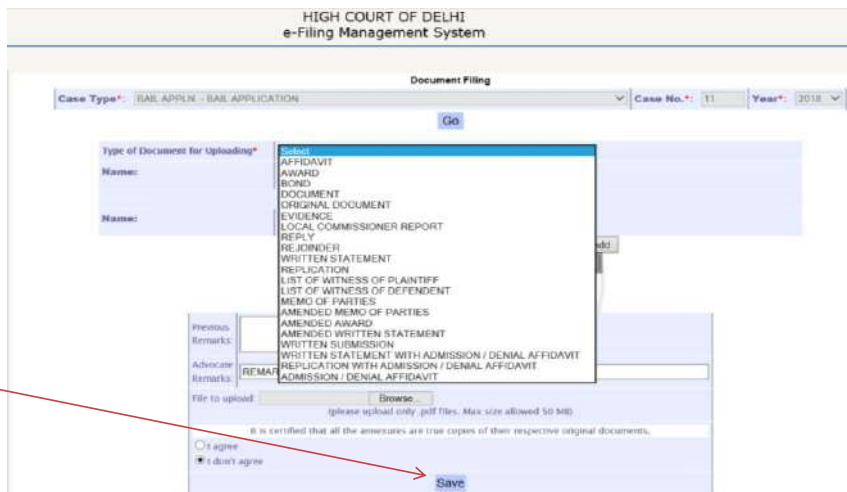 HIGH COURT OF DELHI
e-Filing Management System
Document Filing
Case Type*: BAIL APPLN - BAIL APPLICATION Case No.*: 11 Year*: 2018
Go
Type of Document for Uploading* Select
Name:
Name:
AFFIDAVIT
AWARD
BOND
DOCUMENT
ORIGINAL DOCUMENT
EVIDENCE
LOCAL COMMISSIONER REPORT
REPLY
REJOINDER
WRITTEN STATEMENT
REPLICATION
LIST OF WITNESS OF PLAINTIFF
LIST OF WITNESS OF DEFENDENT
MEMO OF PARTIES
AMENDED MEMO OF PARTIES
AMENDED AWARD
AMENDED WRITTEN STATEMENT
WRITTEN SUBMISSION
WRITTEN STATEMENT WITH ADMISSION / DENIAL AFFIDAVIT
REPLICATION WITH ADMISSION / DENIAL AFFIDAVIT
ADMISSION / DENIAL AFFIDAVIT
Previous
Remarks:
Advocate
Remarks:
File to upload: Browse...
(please upload only .pdf files. Max size allowed 50 MB)
It is certified that all the annexures are true copies of their respective original documents.
I agree
I don't agree
Save